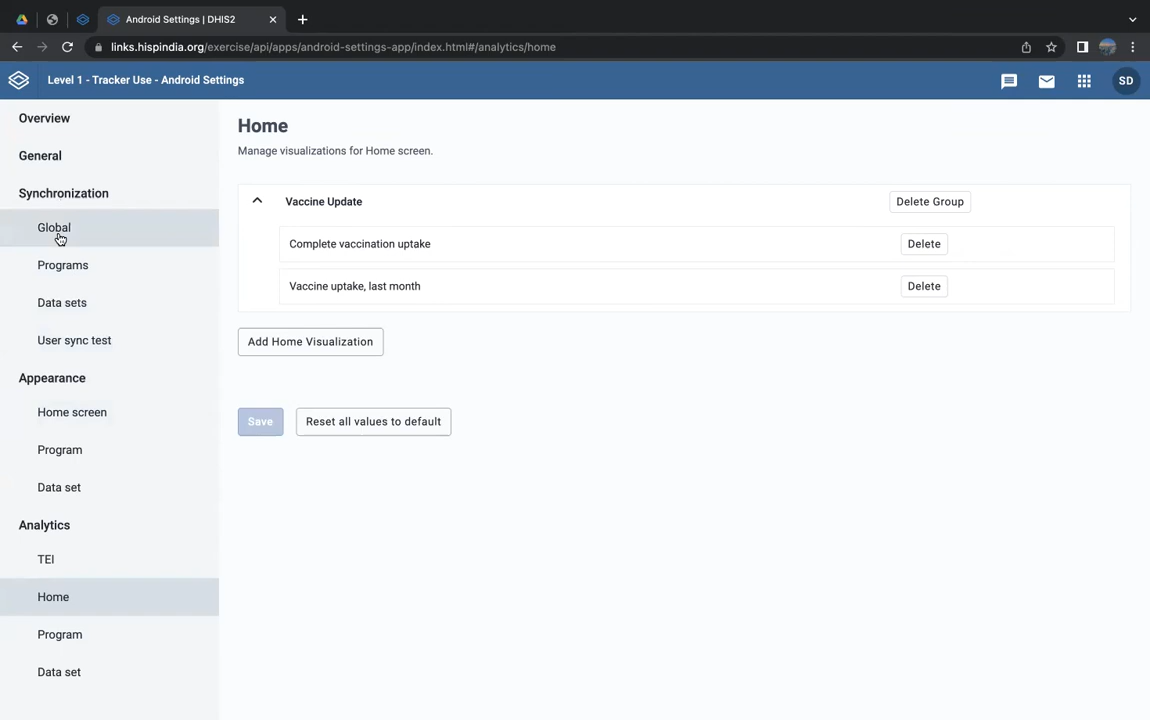 Android Settings | DHIS2
links.hispindia.org/exercise/api/apps/android-settings-app/index.html#/analytics/home
Level 1 - Tracker Use - Android Settings
SD
Overview
General
Synchronization
Global
Programs
Data sets
User sync test
Appearance
Home screen
Program
Data set
Analytics
TEI
Home
Program
Data set
Home
Manage visualizations for Home screen.
Vaccine Update Delete Group
Complete vaccination uptake Delete
Vaccine uptake, last month Delete
Add Home Visualization
Save Reset all values to default